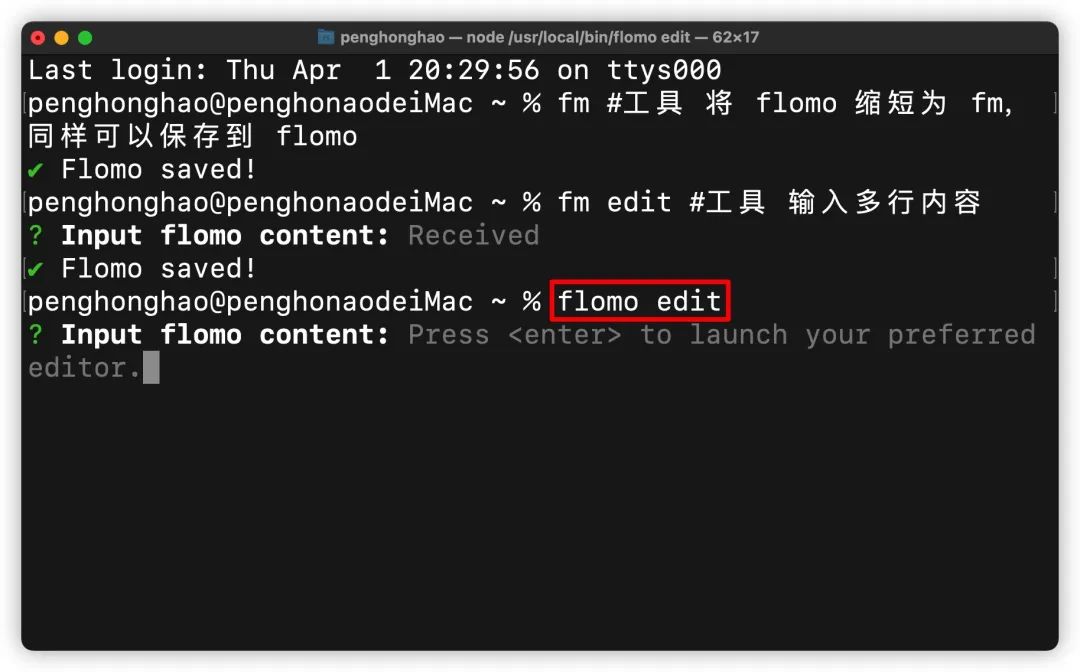 penghonghao — node /usr/local/bin/flomo edit — 62×17
Last login: Thu Apr  1 20:29:56 on ttys000
[penghonghao@penghonaodeiMac ~ % fm #工具 将 flomo 缩短为 fm, ]
同样可以保存到 flomo
✔ Flomo saved!
[penghonghao@penghonaodeiMac ~ % fm edit #工具 输入多行内容 ]
? Input flomo content: Received
[✔ Flomo saved! ]
[penghonghao@penghonaodeiMac ~ % flomo edit ]
? Input flomo content: Press <enter> to launch your preferred
editor.